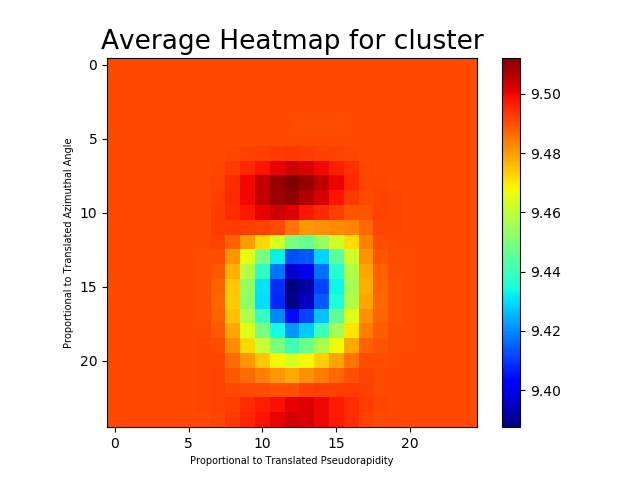 Average Heatmap for cluster
0
5
10
15
20
Proportional to Translated Azimuthal Angle
0 5 10 15 20
Proportional to Translated Pseudorapidity
9.50
9.48
9.46
9.44
9.42
9.40